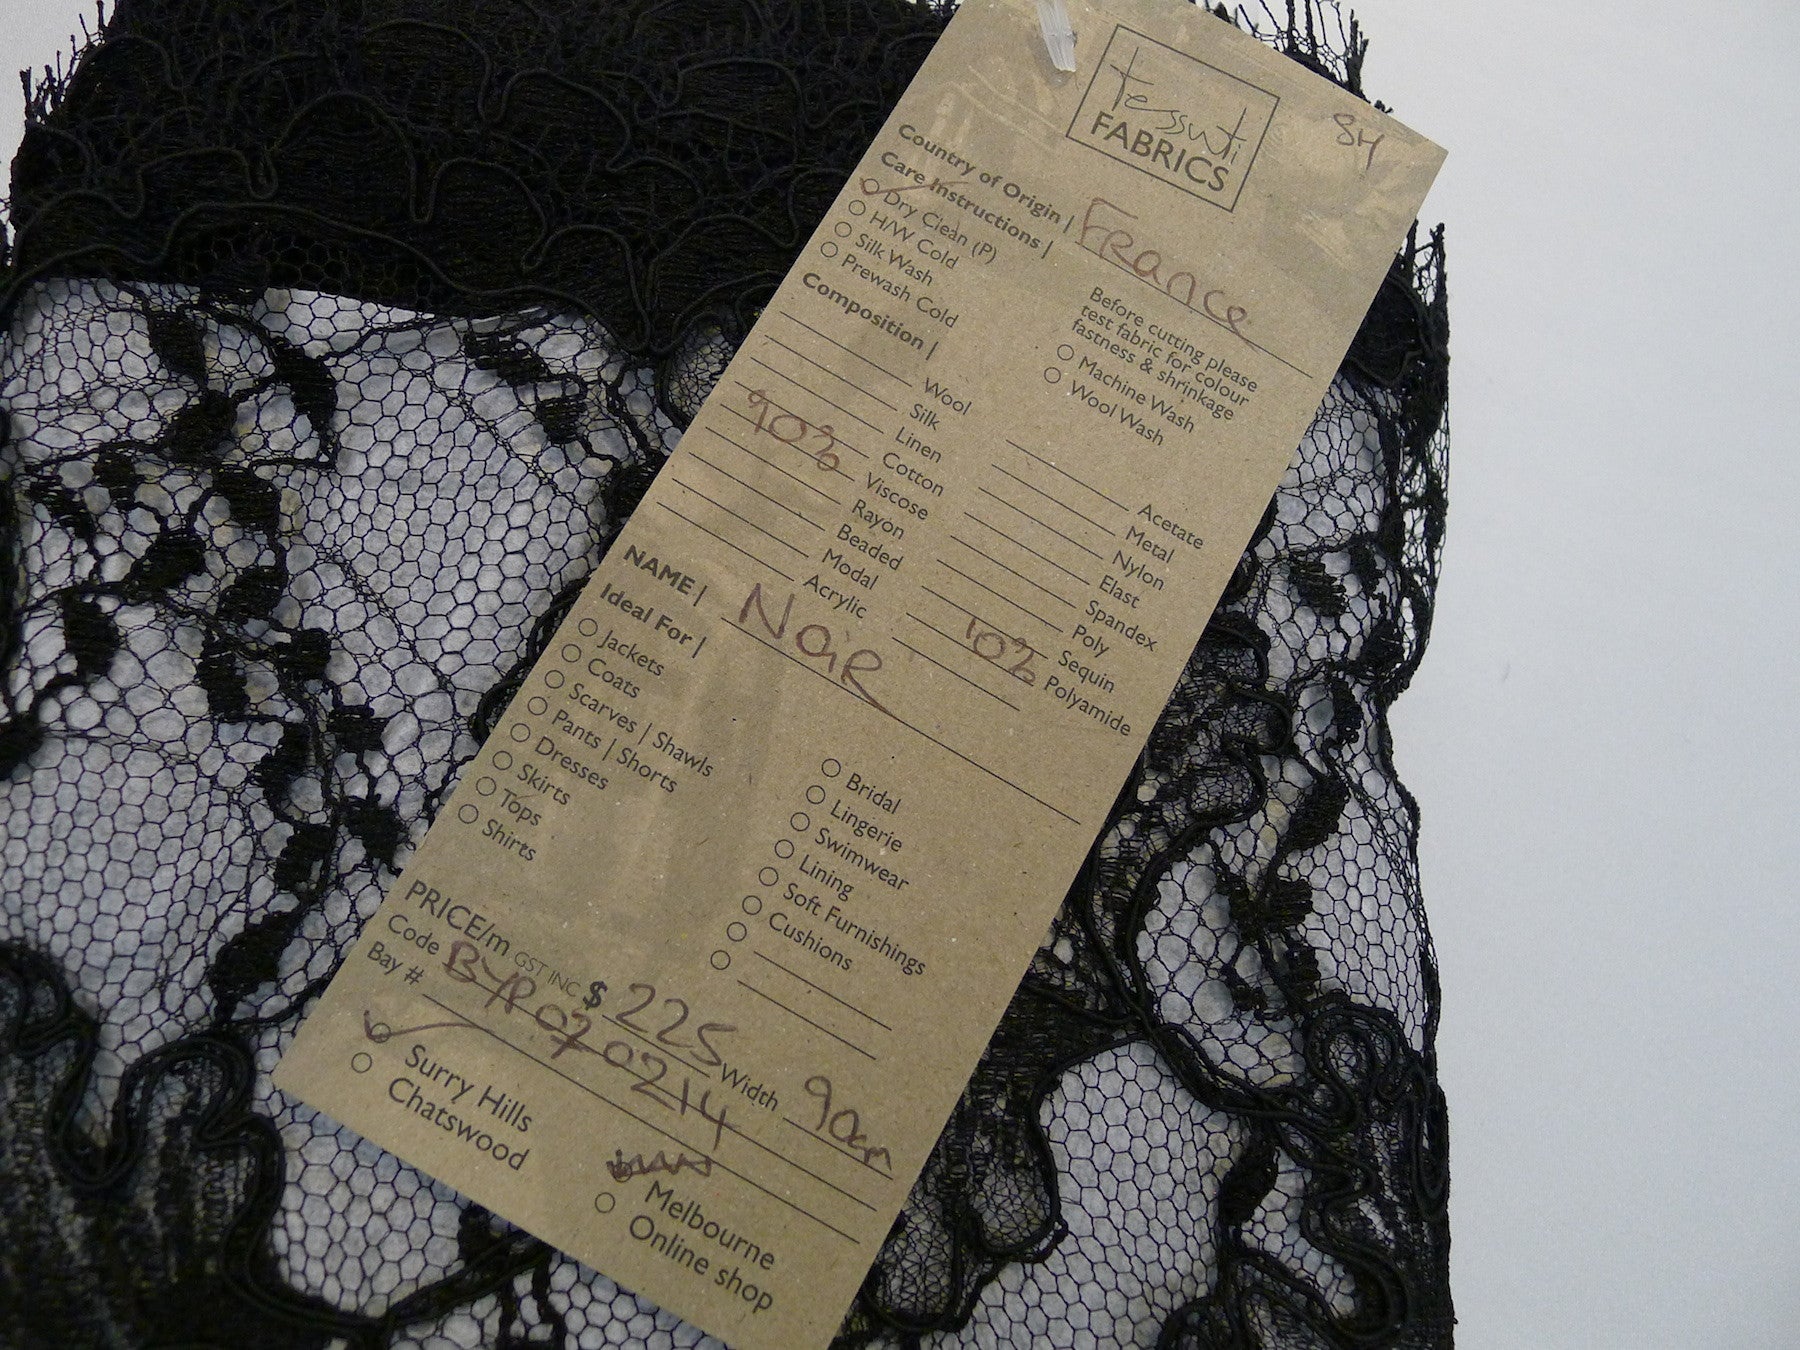 tessuti
FABRICS
84
Country of Origin | France
Care Instructions |
Dry Clean (P)
H/W Cold
Silk Wash
Prewash Cold
Before cutting please
test fabric for colour
fastness & shrinkage
Machine Wash
Wool Wash
Composition |
Wool
Silk
Linen
Cotton
90% Viscose
Rayon
Beaded
Modal
Acrylic
Acetate
Metal
Nylon
Elast
Spandex
Poly
Sequin
10% Polyamide
NAME | Noir
Ideal For |
Jackets
Coats
Scarves | Shawls
Pants | Shorts
Dresses
Skirts
Tops
Shirts
Bridal
Lingerie
Swimwear
Lining
Soft Furnishings
Cushions
PRICE/m GST INC $ 225 Width 90cm
Code BYR070214
Bay #
Surry Hills
Chatswood
Melbourne
Online shop